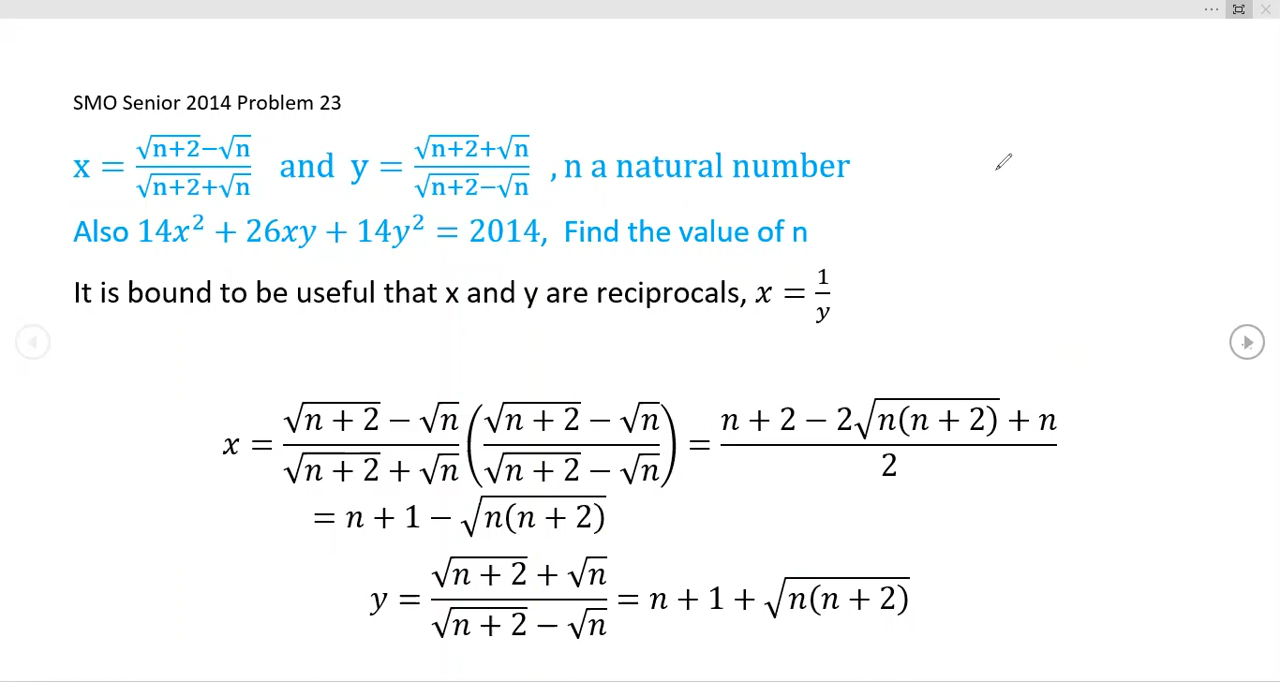 SMO Senior 2014 Problem 23
x = (√(n+2)−√n)/(√(n+2)+√n) and y = (√(n+2)+√n)/(√(n+2)−√n) , n a natural number
Also 14x² + 26xy + 14y² = 2014, Find the value of n
It is bound to be useful that x and y are reciprocals, x = 1/y
x = (√(n + 2) − √n)/(√(n + 2) + √n) ((√(n + 2) − √n)/(√(n + 2) − √n)) = (n + 2 − 2√(n(n + 2)) + n)/2
= n + 1 − √(n(n + 2))
y = (√(n + 2) + √n)/(√(n + 2) − √n) = n + 1 + √(n(n + 2))